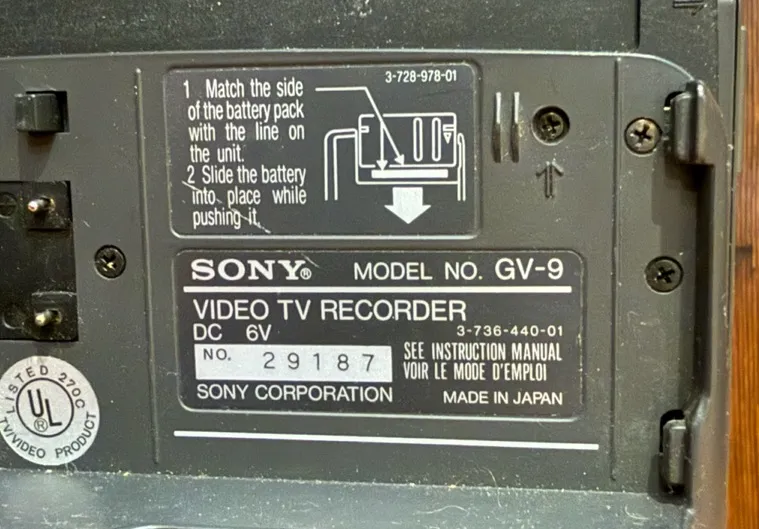 3-728-978-01
1 Match the side
of the battery pack
with the line on
the unit.
2 Slide the battery
into place while
pushing it.
SONY® MODEL NO. GV-9
VIDEO TV RECORDER
DC 6V
3-736-440-01
NO. 29187
SEE INSTRUCTION MANUAL
VOIR LE MODE D'EMPLOI
SONY CORPORATION
MADE IN JAPAN
LISTED 270C
UL®
TV/VIDEO PRODUCT